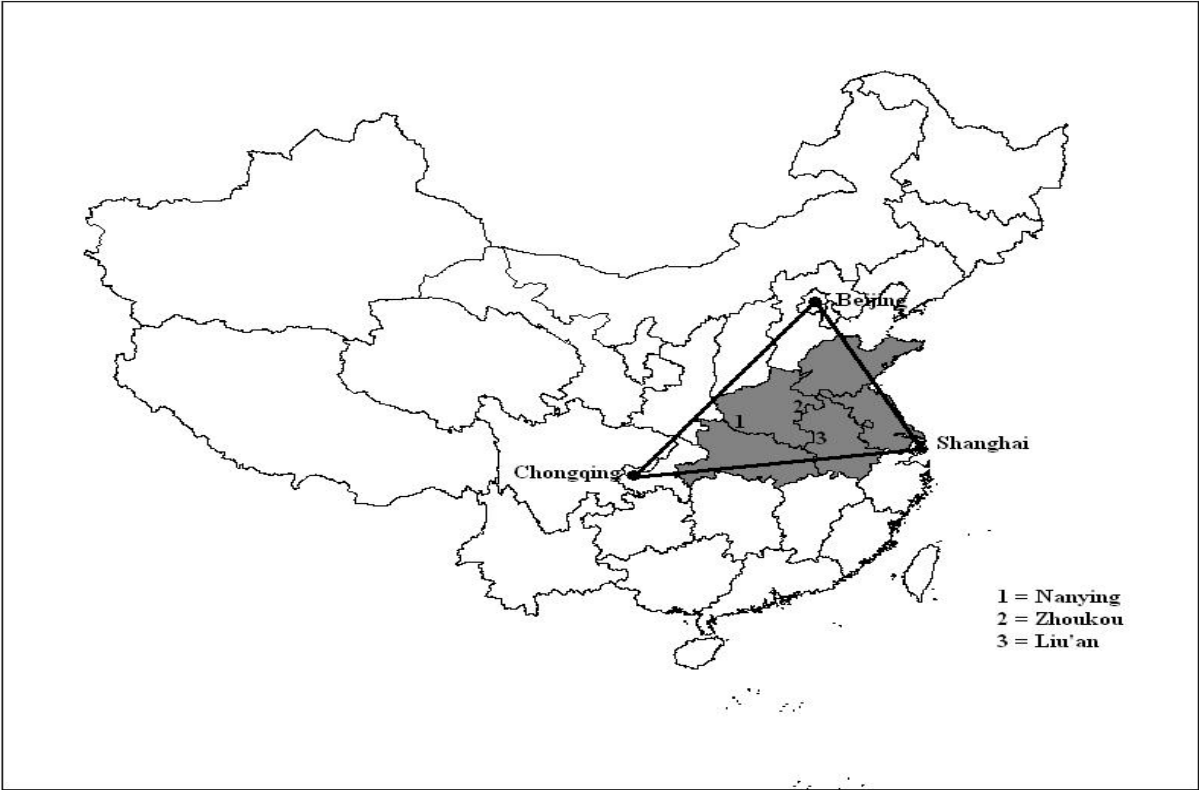 Beijing
2
1
3
Shanghai
Chongqing
1 = Nanying
2 = Zhoukou
3 = Liu'an